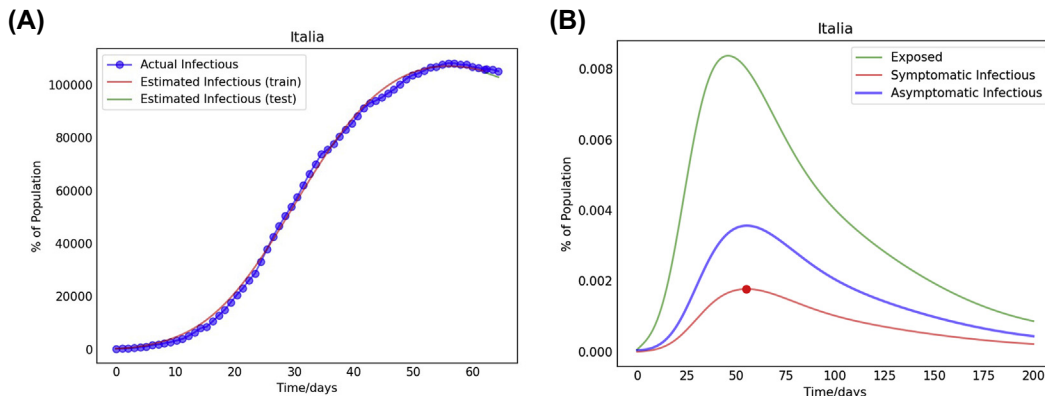 (A)
Italia
Actual Infectious
Estimated Infectious (train)
Estimated Infectious (test)
% of Population
100000
80000
60000
40000
20000
0
0 10 20 30 40 50 60
Time/days
(B)
Italia
Exposed
Symptomatic Infectious
Asymptomatic Infectious
% of Population
0.008
0.006
0.004
0.002
0.000
0 25 50 75 100 125 150 175 200
Time/days